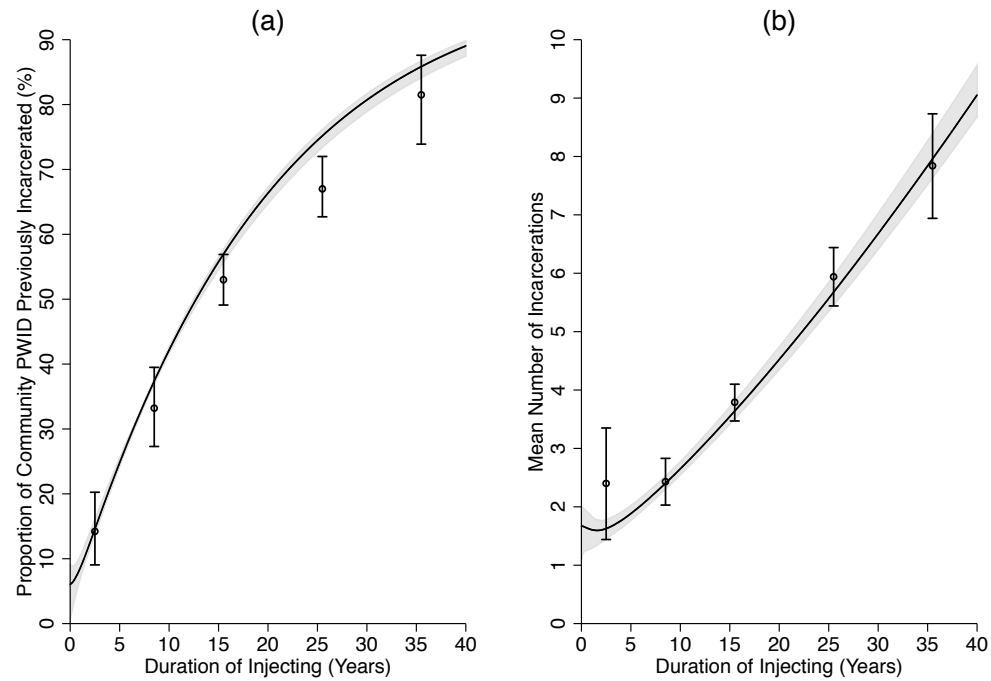 (a)
Proportion of Community PWID Previously Incarcerated (%)
90
80
70
60
50
40
30
20
10
0
0 5 10 15 20 25 30 35 40
Duration of Injecting (Years)
(b)
Mean Number of Incarcerations
10
9
8
7
6
5
4
3
2
1
0
0 5 10 15 20 25 30 35 40
Duration of Injecting (Years)